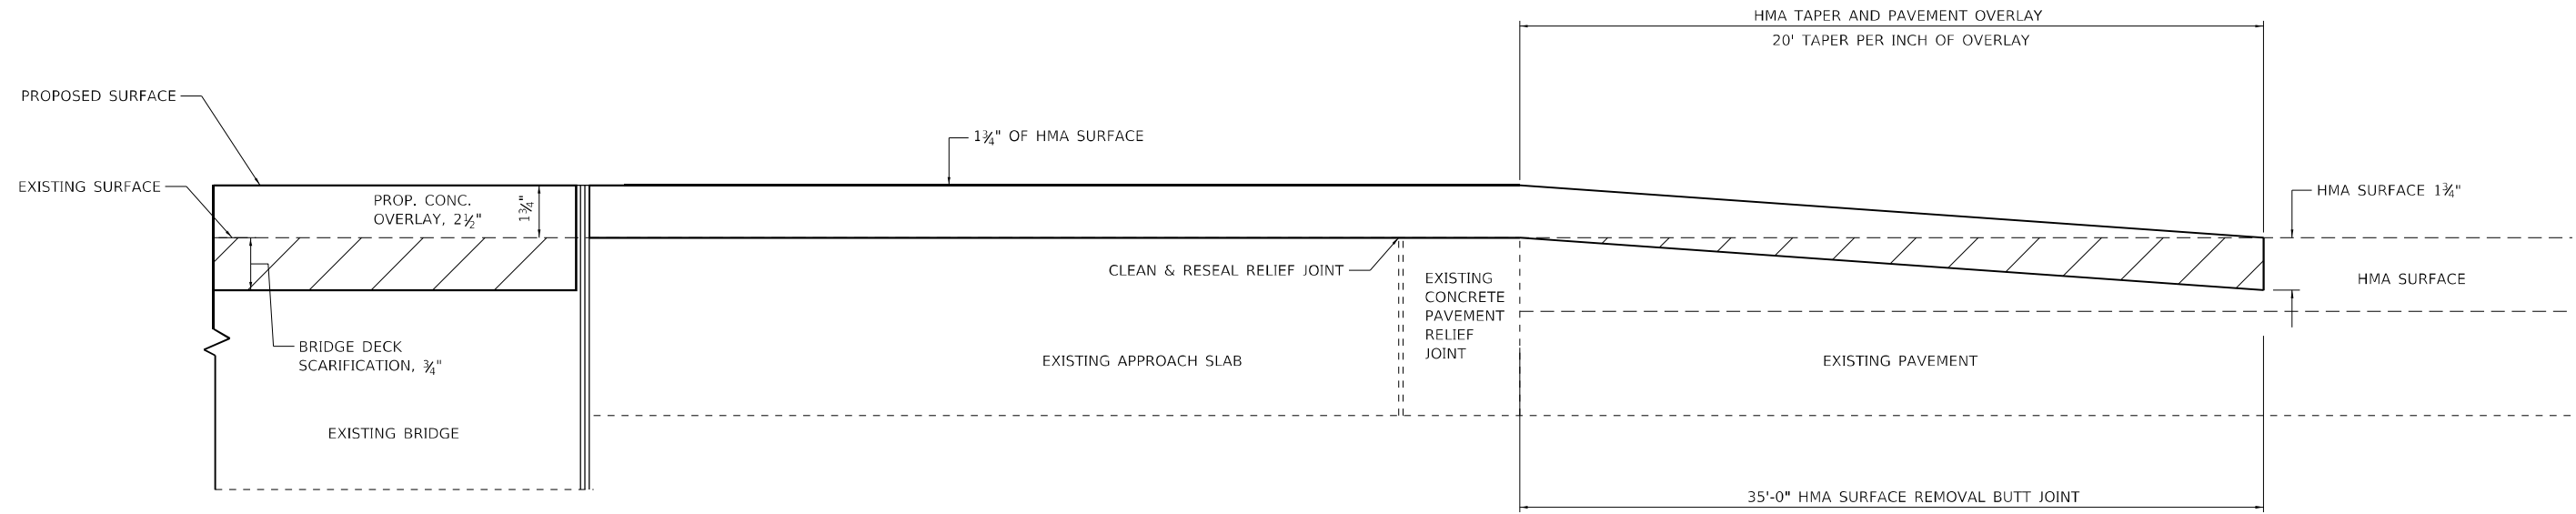 HMA TAPER AND PAVEMENT OVERLAY
20' TAPER PER INCH OF OVERLAY
PROPOSED SURFACE
1¾" OF HMA SURFACE
EXISTING SURFACE
PROP. CONC.
OVERLAY, 2½"
1¾"
HMA SURFACE 1¾"
CLEAN & RESEAL RELIEF JOINT
EXISTING
CONCRETE
PAVEMENT
RELIEF
JOINT
HMA SURFACE
BRIDGE DECK
SCARIFICATION, ¾"
EXISTING APPROACH SLAB
EXISTING PAVEMENT
EXISTING BRIDGE
35'-0" HMA SURFACE REMOVAL BUTT JOINT